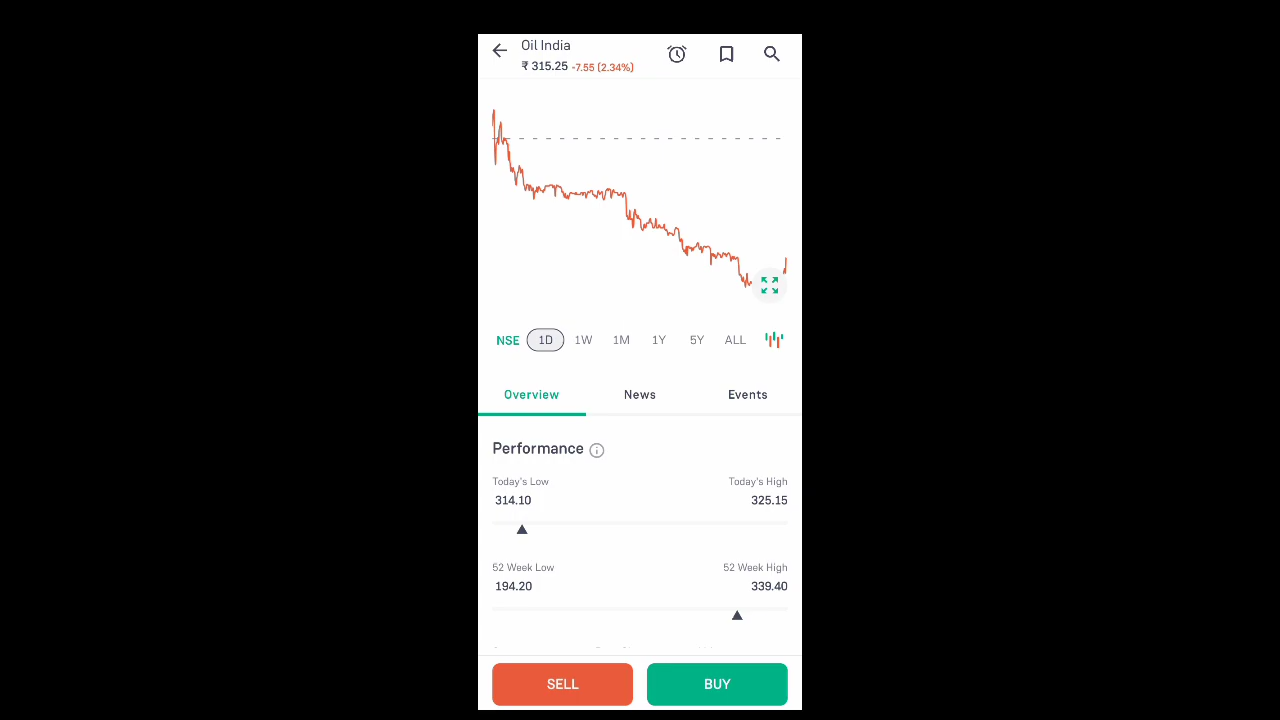 Oil India
₹ 315.25 -7.55 (2.34%)
NSE 1D 1W 1M 1Y 5Y ALL
Overview News Events
Performance
Today's Low Today's High
314.10 325.15
52 Week Low 52 Week High
194.20 339.40
SELL BUY